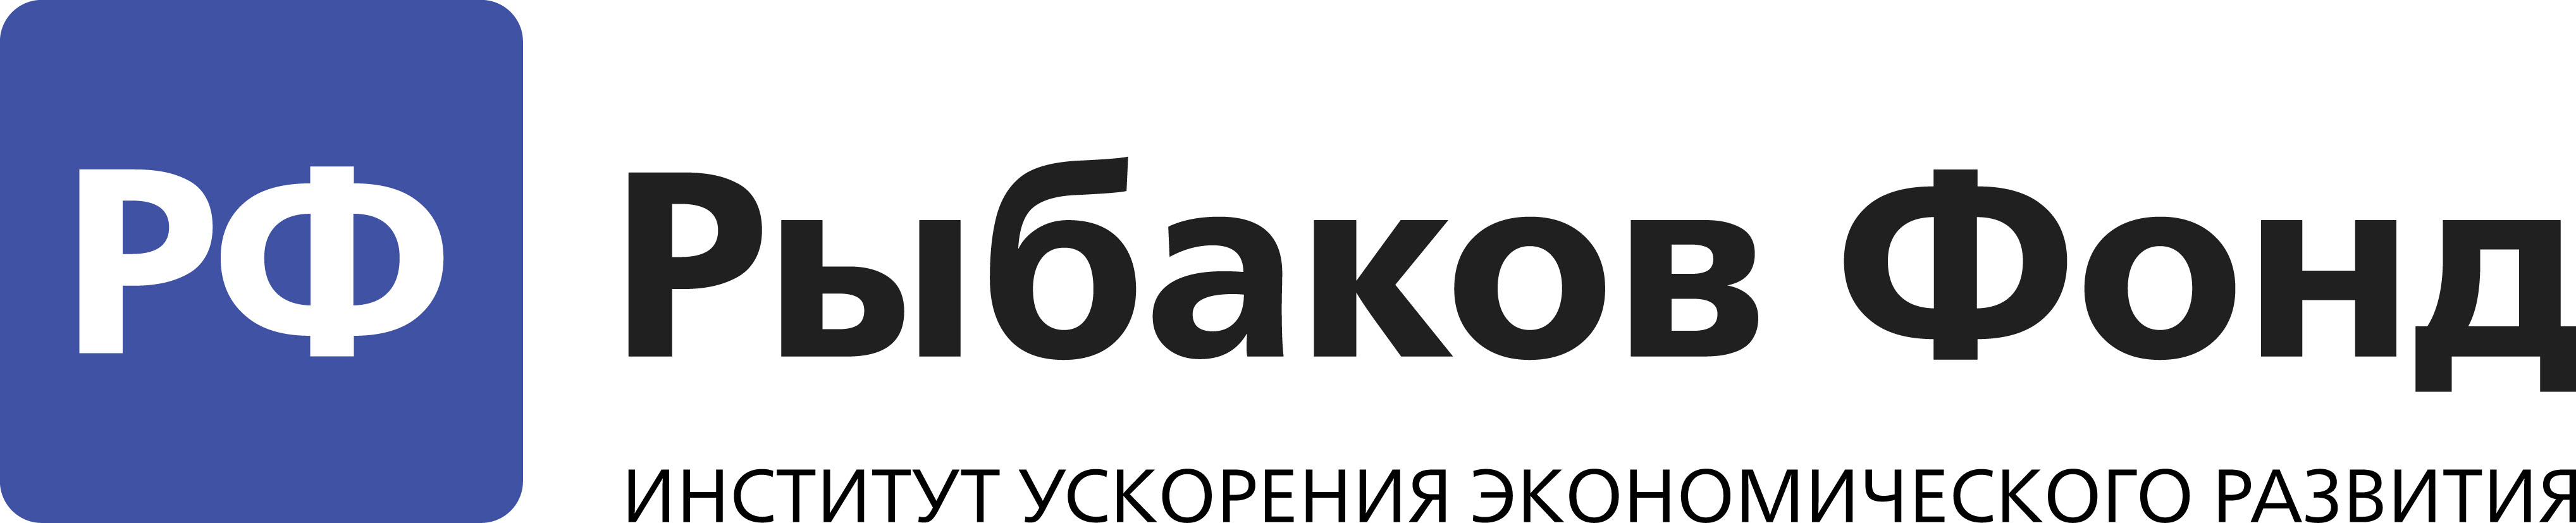 РФ
Рыбаков Фонд
ИНСТИТУТ УСКОРЕНИЯ ЭКОНОМИЧЕСКОГО РАЗВИТИЯ